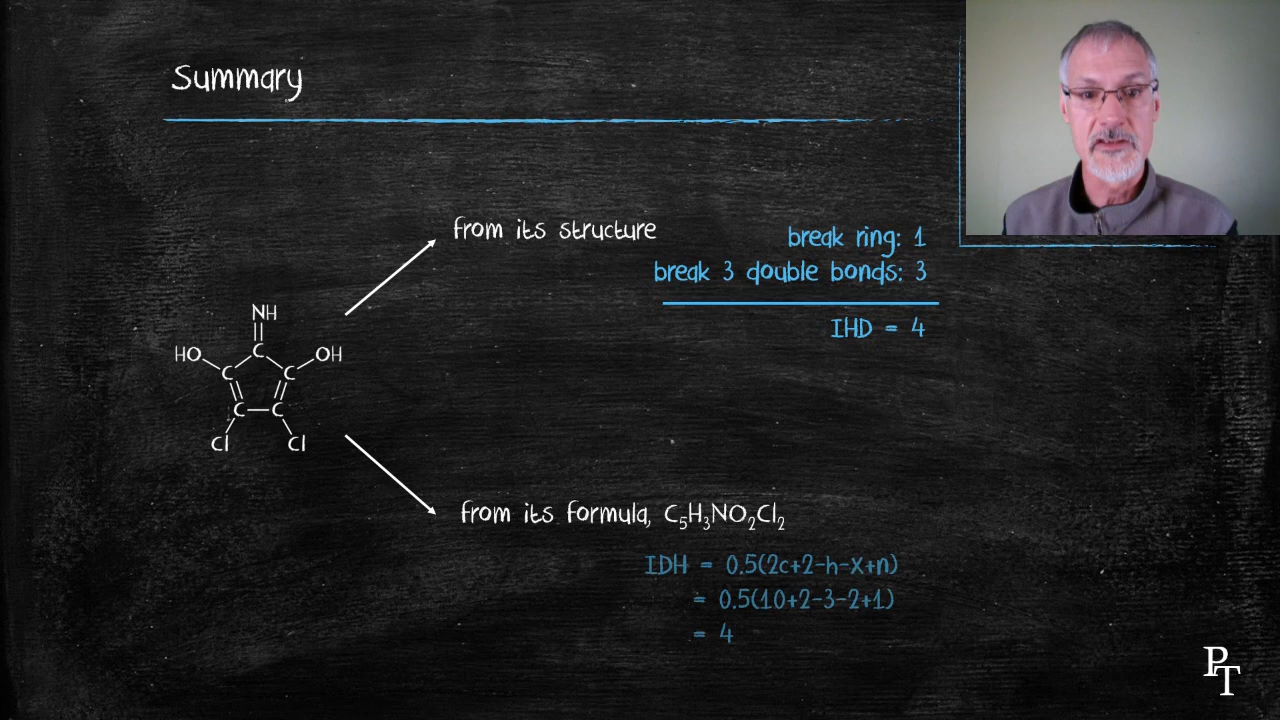 Summary
from its structure
break ring: 1
break 3 double bonds: 3
IHD = 4
NH
HO
C
OH
C
C
C
C
Cl
Cl
from its formula, C₅H₃NO₂Cl₂
IDH = 0.5(2c+2-h-X+n)
= 0.5(10+2-3-2+1)
= 4
PT